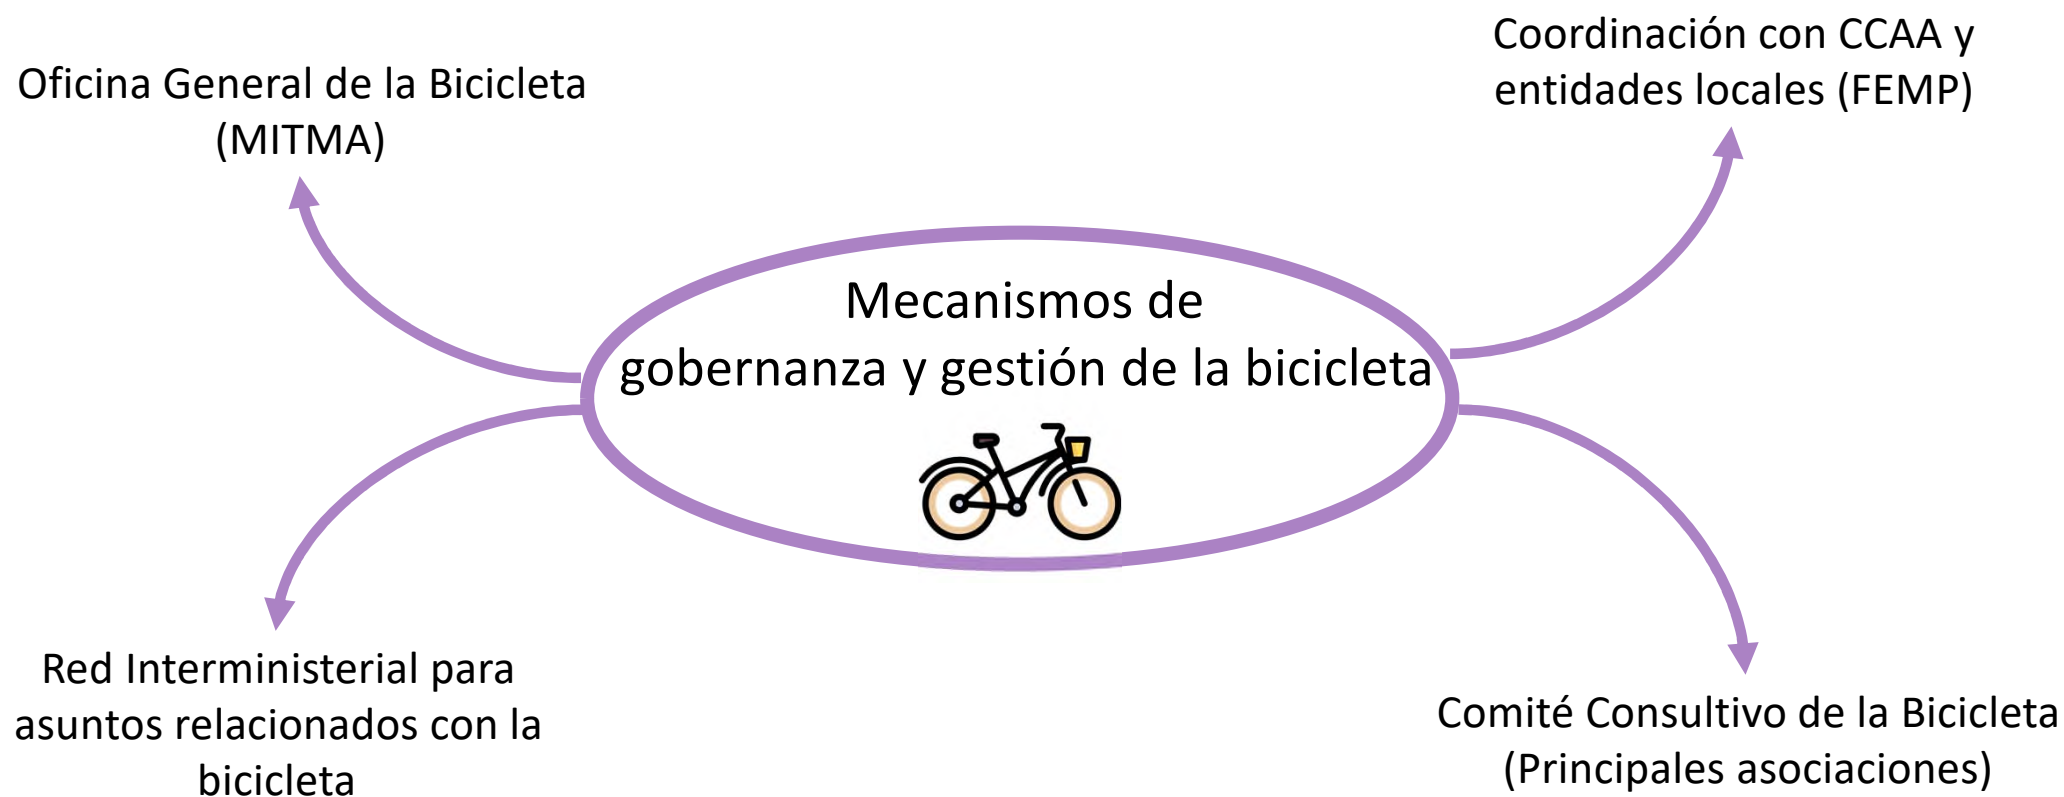 Oficina General de la Bicicleta
(MITMA)
Coordinación con CCAA y
entidades locales (FEMP)
Mecanismos de
gobernanza y gestión de la bicicleta
Red Interministerial para
asuntos relacionados con la
bicicleta
Comité Consultivo de la Bicicleta
(Principales asociaciones)